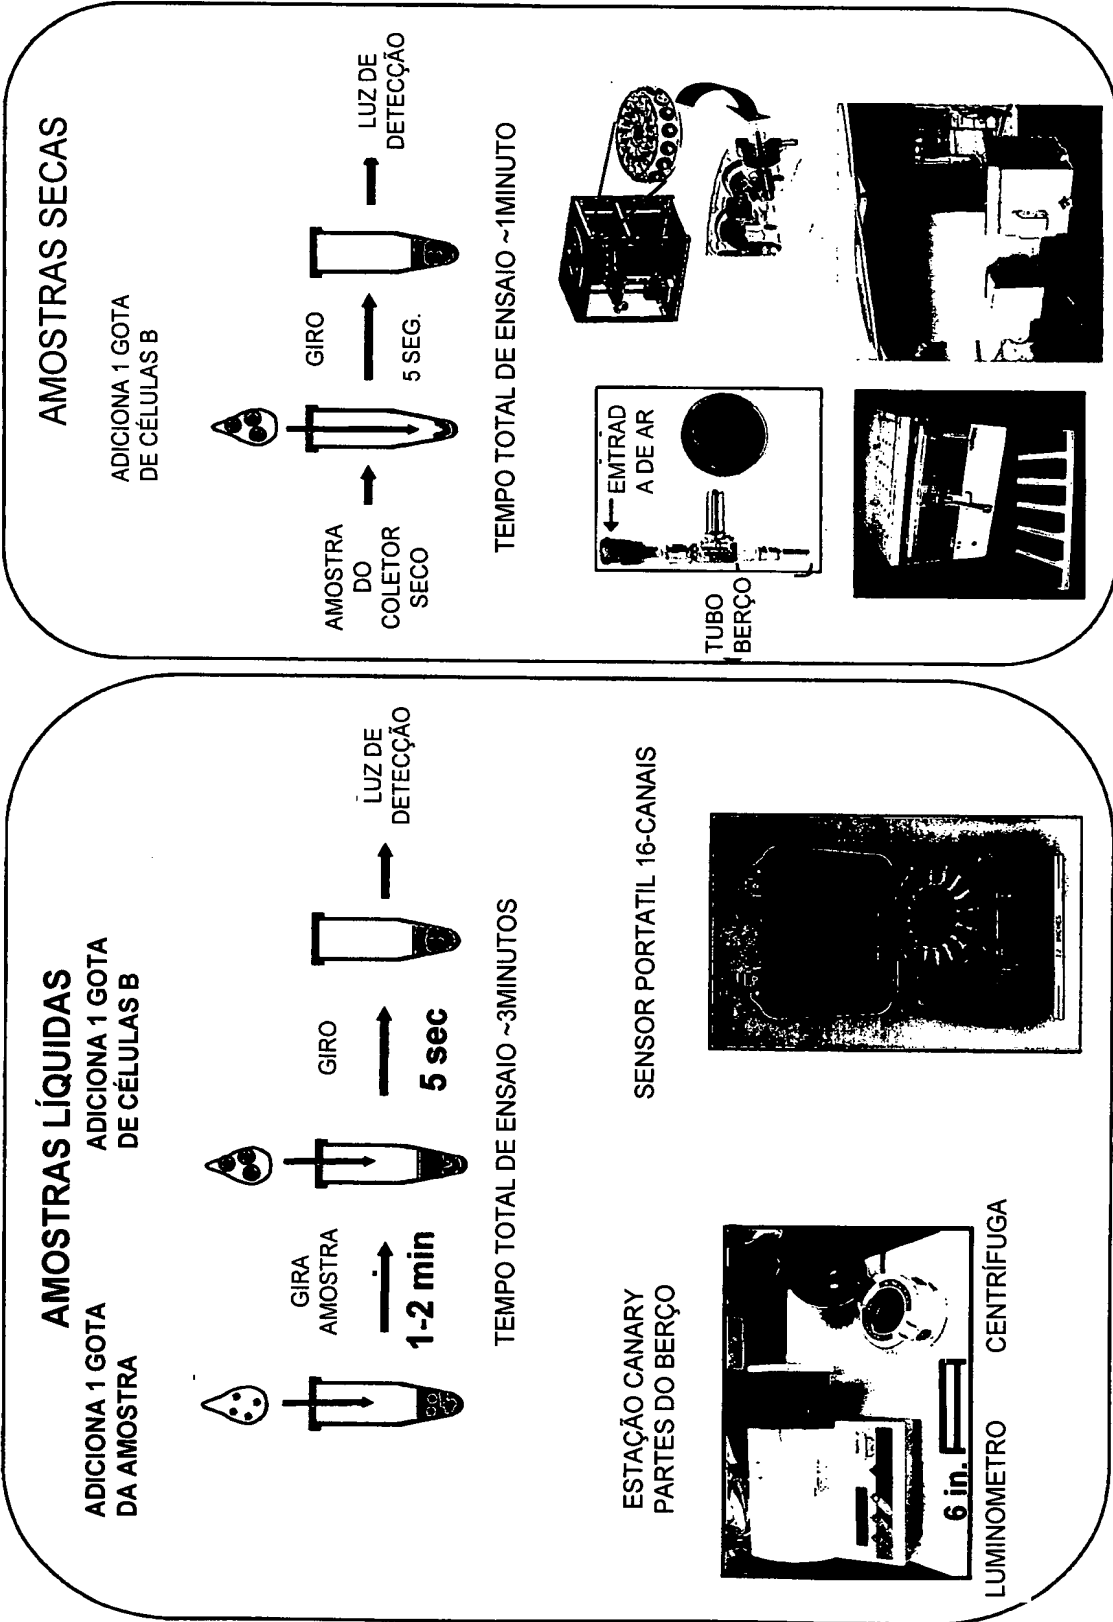 AMOSTRAS LÍQUIDAS
ADICIONA 1 GOTA
DA AMOSTRA
ADICIONA 1 GOTA
DE CÉLULAS B
GIRA
AMOSTRA
1-2 min
GIRO
5 sec
LUZ DE
DETECÇÃO
TEMPO TOTAL DE ENSAIO ~3MINUTOS
ESTAÇÃO CANARY
PARTES DO BERÇO
SENSOR PORTATIL 16-CANAIS
6 in.
LUMINOMETRO
CENTRÍFUGA
12 INCHES
AMOSTRAS SECAS
ADICIONA 1 GOTA
DE CÉLULAS B
AMOSTRA
DO
COLETOR
SECO
GIRO
5 SEG.
LUZ DE
DETECÇÃO
TEMPO TOTAL DE ENSAIO ~1MINUTO
TUBO
BERÇO
EMTRAD
A DE AR